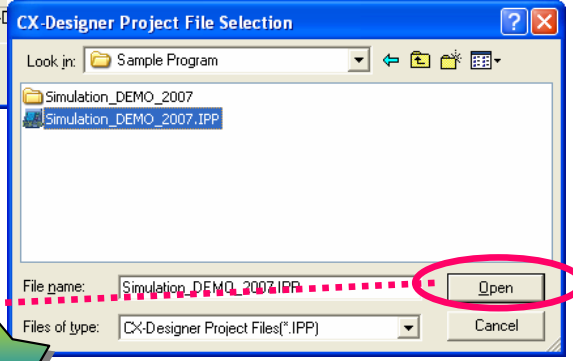 CX-Designer Project File Selection
Look in: Sample Program
Simulation_DEMO_2007
Simulation_DEMO_2007.IPP
File name: Simulation_DEMO_2007.IPP Open
Files of type: CX-Designer Project Files(*.IPP) Cancel